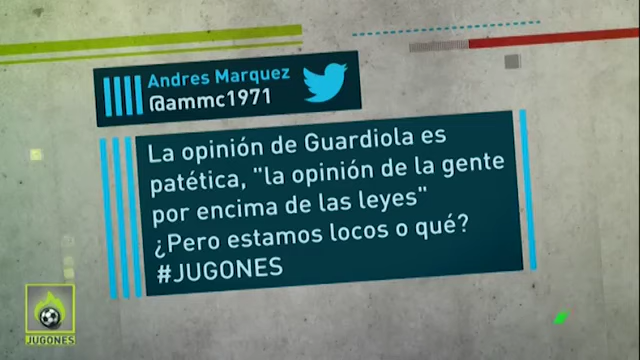 Andres Marquez
@ammc1971
La opinión de Guardiola es
patética, "la opinión de la gente
por encima de las leyes"
¿Pero estamos locos o qué?
#JUGONES
JUGONES